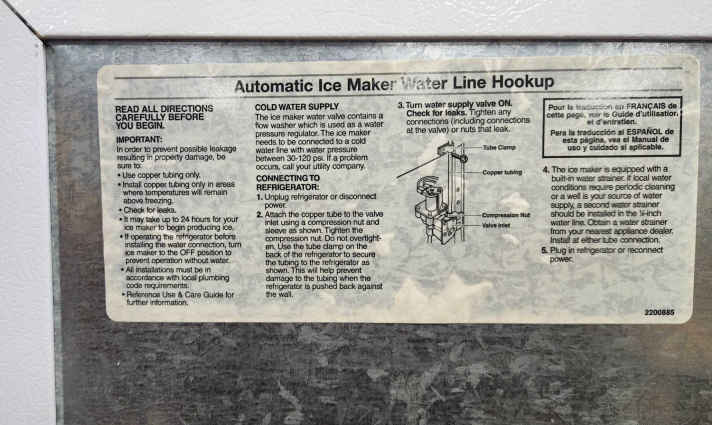 Automatic Ice Maker Water Line Hookup
READ ALL DIRECTIONS
CAREFULLY BEFORE
YOU BEGIN.
IMPORTANT:
In order to prevent possible leakage
resulting in property damage, be
sure to:
• Use copper tubing only.
• Install copper tubing only in areas
where temperatures will remain
above freezing.
• Check for leaks.
• It may take up to 24 hours for your
ice maker to begin producing ice.
• If operating the refrigerator before
installing the water connection, turn
ice maker to the OFF position to
prevent operation without water.
• All installations must be in
accordance with local plumbing
code requirements.
• Reference Use & Care Guide for
further information.
COLD WATER SUPPLY
The ice maker water valve contains a
flow washer which is used as a water
pressure regulator. The ice maker
needs to be connected to a cold
water line with water pressure
between 30-120 psi. If a problem
occurs, call your utility company.
CONNECTING TO
REFRIGERATOR:
1. Unplug refrigerator or disconnect
power.
2. Attach the copper tube to the valve
inlet using a compression nut and
sleeve as shown. Tighten the
compression nut. Do not overtight-
en. Use the tube clamp on the
back of the refrigerator to secure
the tubing to the refrigerator as
shown. This will help prevent
damage to the tubing when the
refrigerator is pushed back against
the wall.
3. Turn water supply valve ON.
Check for leaks. Tighten any
connections (including connections
at the valve) or nuts that leak.
Tube Clamp
Copper tubing
Compression Nut
Valve inlet
Pour la traduction en FRANÇAIS de
cette page, voir le Guide d'utilisation
et d'entretien.
Para la traducción al ESPAÑOL de
esta página, vea el Manual de
uso y cuidado si aplicable.
4. The ice maker is equipped with a
built-in water strainer. If local water
conditions require periodic cleaning
or a well is your source of water
supply, a second water strainer
should be installed in the ¼-inch
water line. Obtain a water strainer
from your nearest appliance dealer.
Install at either tube connection.
5. Plug in refrigerator or reconnect
power.
2200885